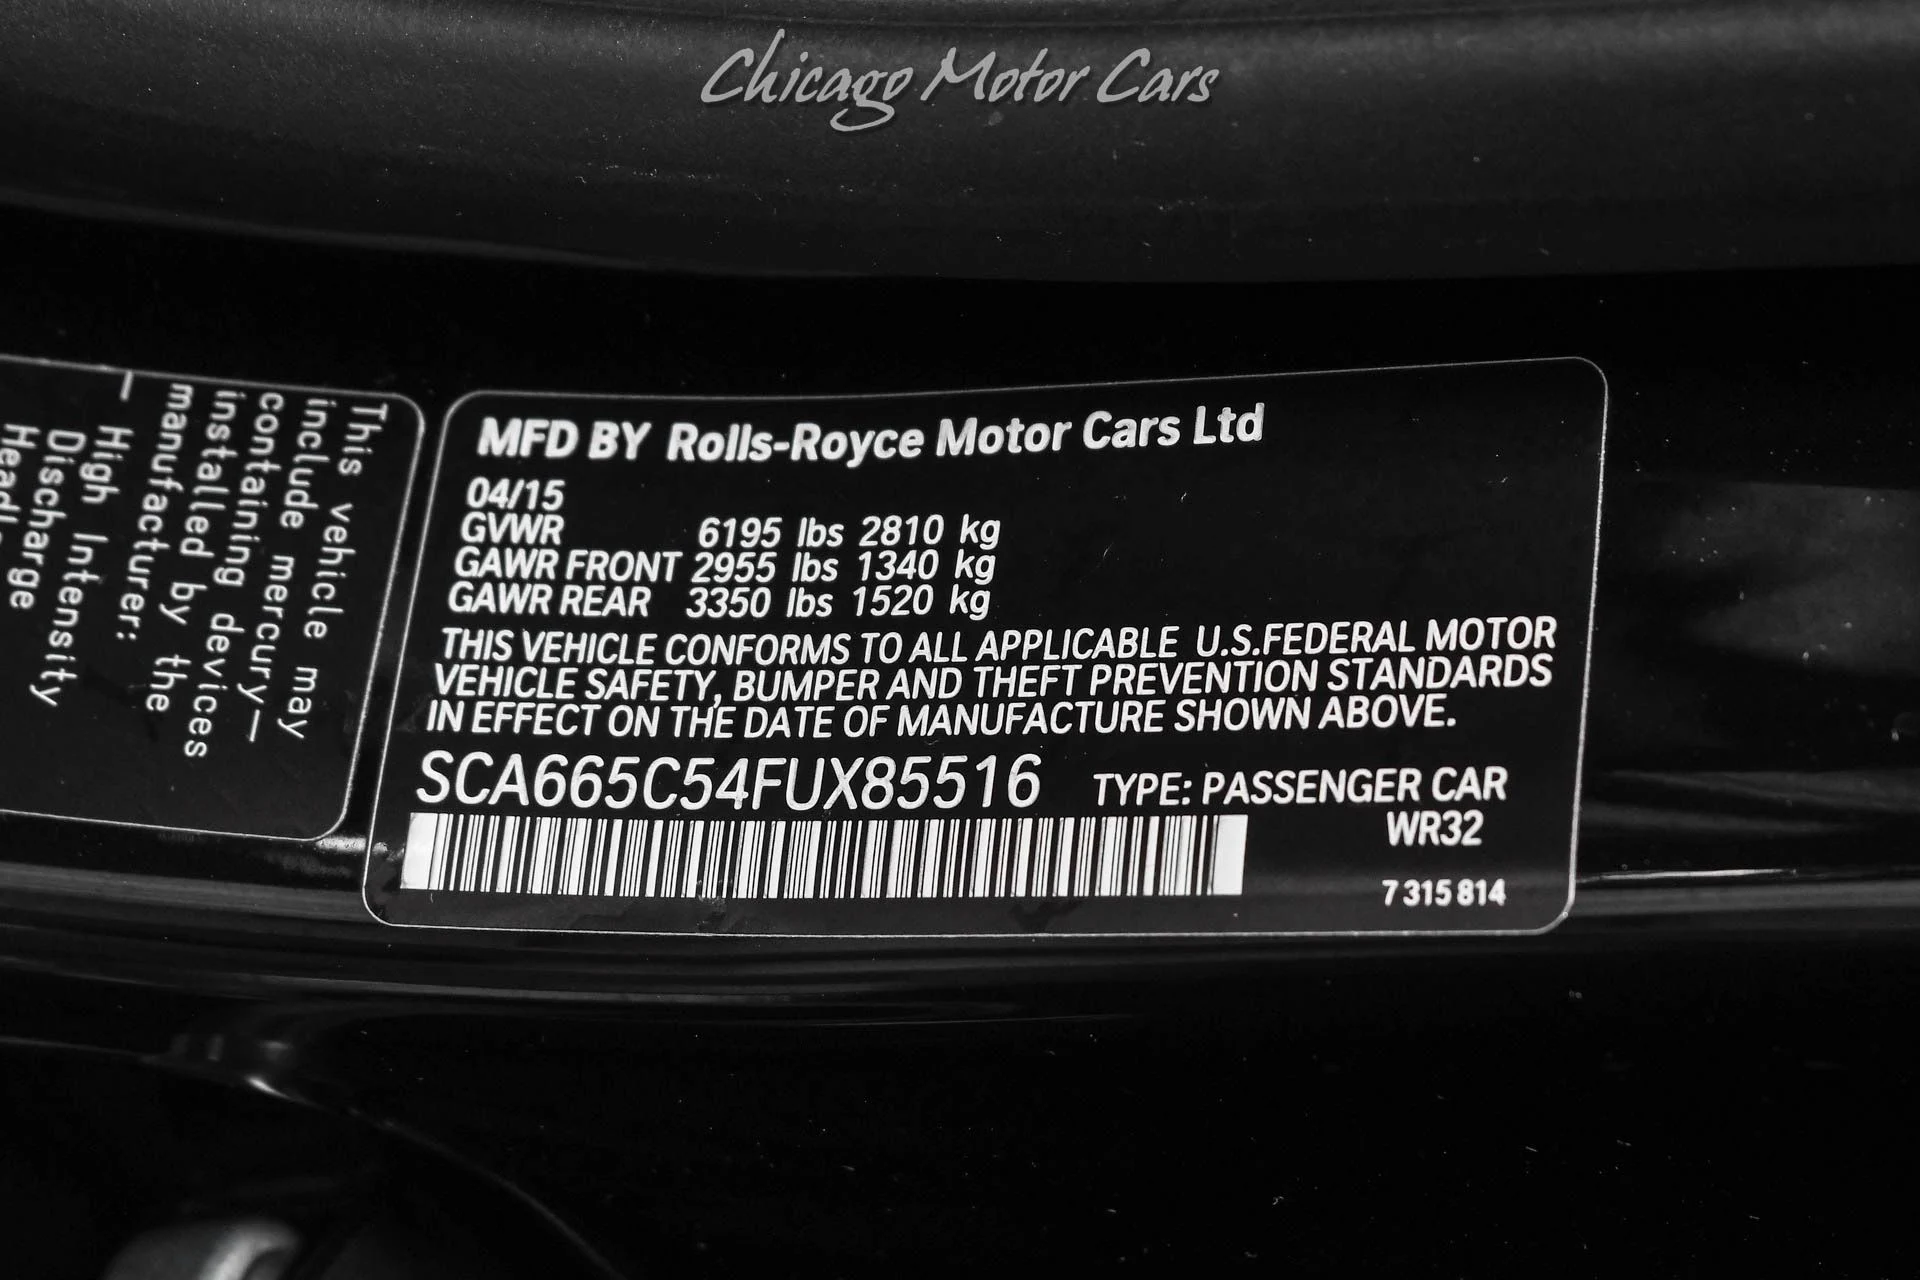 Chicago Motor Cars
This vehicle may
include mercury-
containing devices
installed by the
manufacturer:
- High Intensity
Discharge
MFD BY Rolls-Royce Motor Cars Ltd
04/15
GVWR 6195 lbs 2810 kg
GAWR FRONT 2955 lbs 1340 kg
GAWR REAR 3350 lbs 1520 kg
THIS VEHICLE CONFORMS TO ALL APPLICABLE U.S.FEDERAL MOTOR
VEHICLE SAFETY, BUMPER AND THEFT PREVENTION STANDARDS
IN EFFECT ON THE DATE OF MANUFACTURE SHOWN ABOVE.
SCA665C54FUX85516 TYPE: PASSENGER CAR
WR32
7 315 814